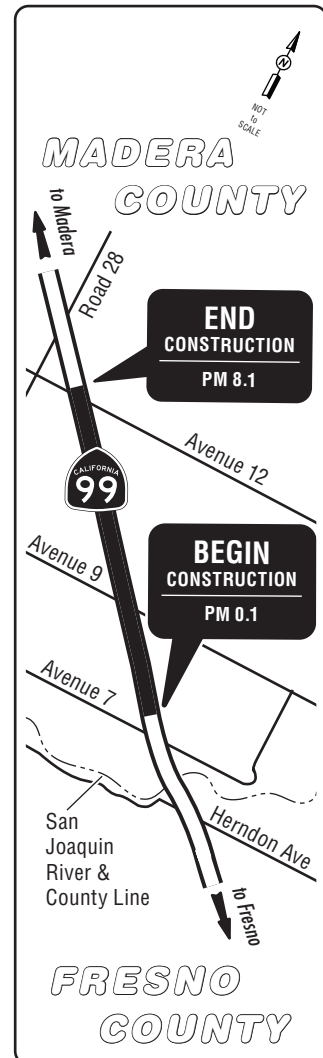 N
NOT
to
SCALE
MADERA
COUNTY
to Madera
Road 28
END
CONSTRUCTION
PM 8.1
Avenue 12
CALIFORNIA
99
Avenue 9
BEGIN
CONSTRUCTION
PM 0.1
Avenue 7
San
Joaquin
River &
County Line
Herndon Ave
to Fresno
FRESNO
COUNTY